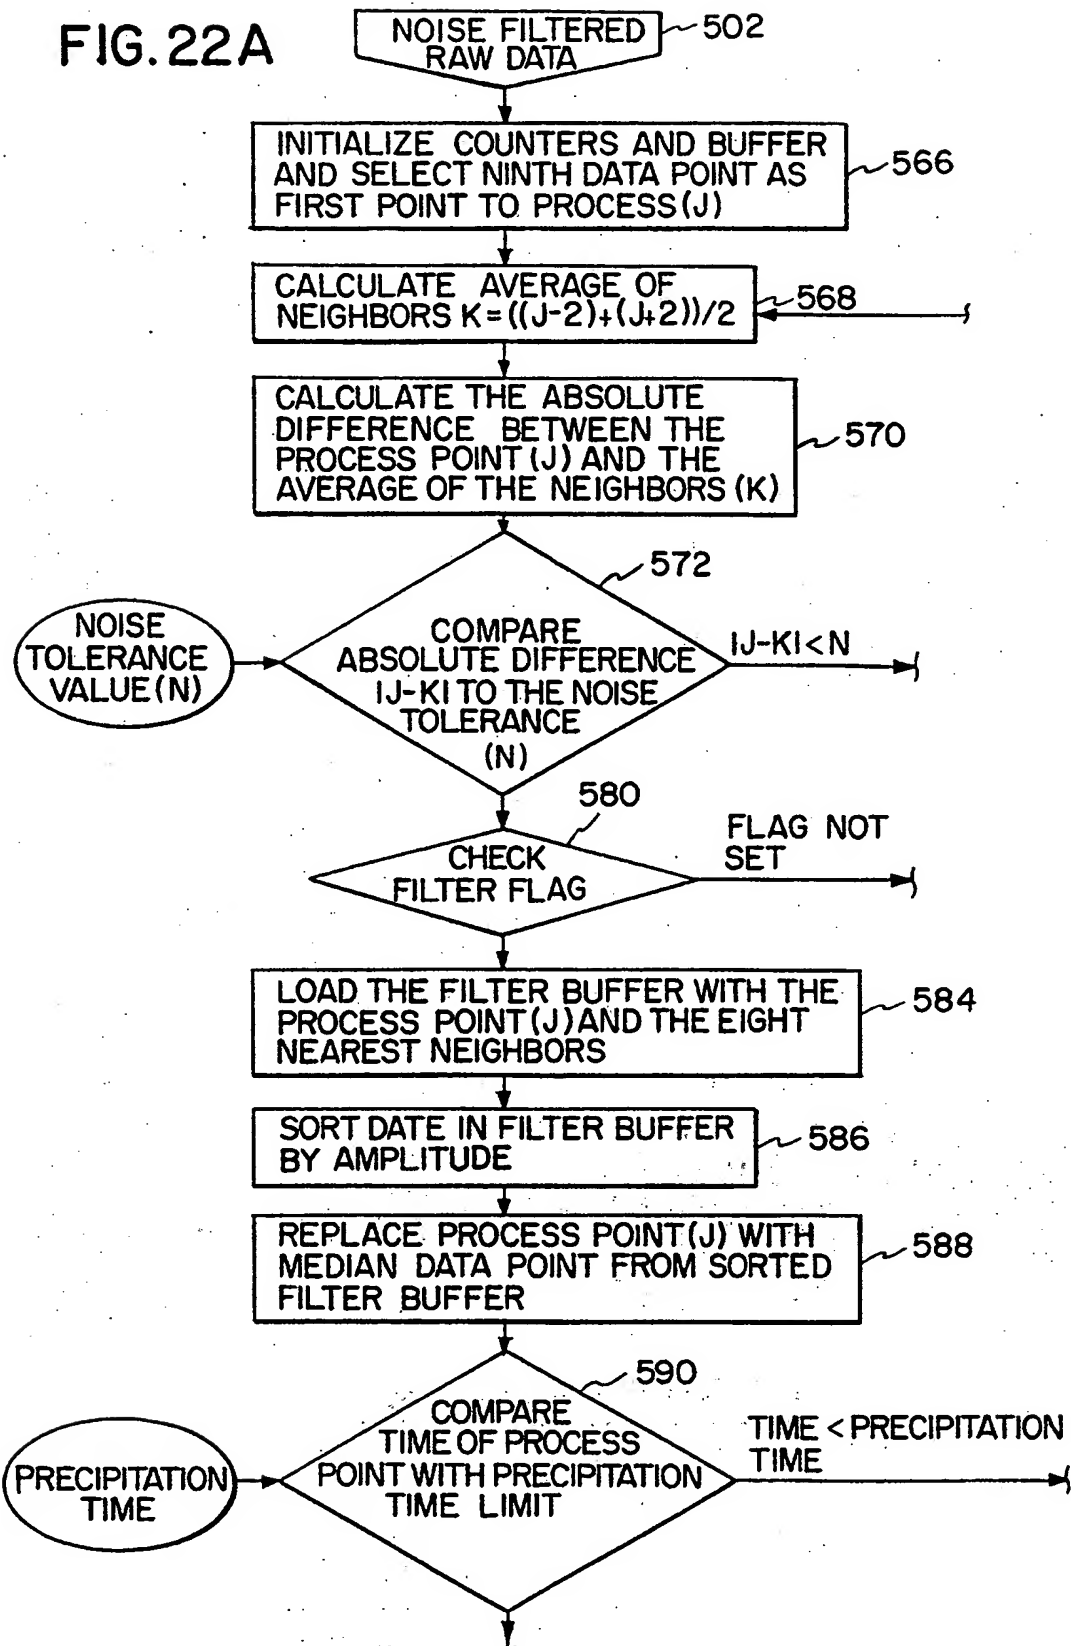 FIG. 22A
NOISE FILTERED
RAW DATA
502
INITIALIZE COUNTERS AND BUFFER
AND SELECT NINTH DATA POINT AS
FIRST POINT TO PROCESS (J)
566
CALCULATE AVERAGE OF
NEIGHBORS K = ((J-2)+(J+2))/2
568
CALCULATE THE ABSOLUTE
DIFFERENCE BETWEEN THE
PROCESS POINT (J) AND THE
AVERAGE OF THE NEIGHBORS (K)
570
572
NOISE
TOLERANCE
VALUE (N)
COMPARE
ABSOLUTE DIFFERENCE
|J-K| TO THE NOISE
TOLERANCE
(N)
|J-K| < N
580
CHECK
FILTER FLAG
FLAG NOT
SET
LOAD THE FILTER BUFFER WITH THE
PROCESS POINT (J) AND THE EIGHT
NEAREST NEIGHBORS
584
SORT DATE IN FILTER BUFFER
BY AMPLITUDE
586
REPLACE PROCESS POINT (J) WITH
MEDIAN DATA POINT FROM SORTED
FILTER BUFFER
588
590
PRECIPITATION
TIME
COMPARE
TIME OF PROCESS
POINT WITH PRECIPITATION
TIME LIMIT
TIME < PRECIPITATION
TIME